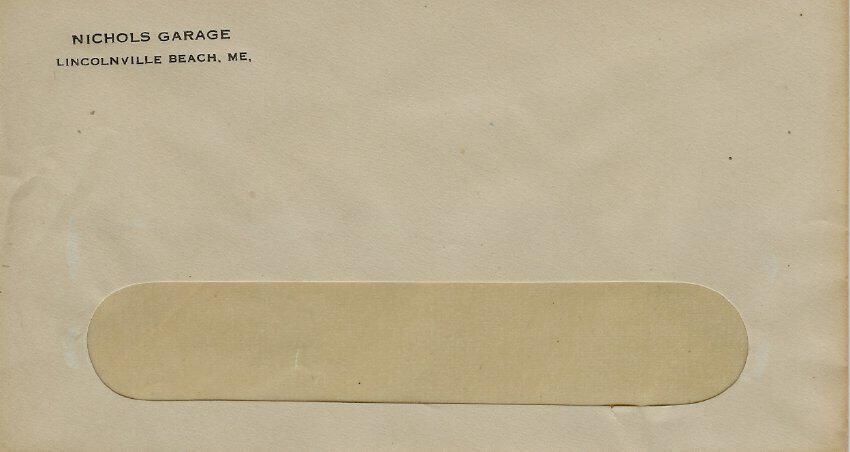 NICHOLS GARAGE
LINCOLNVILLE BEACH, ME,